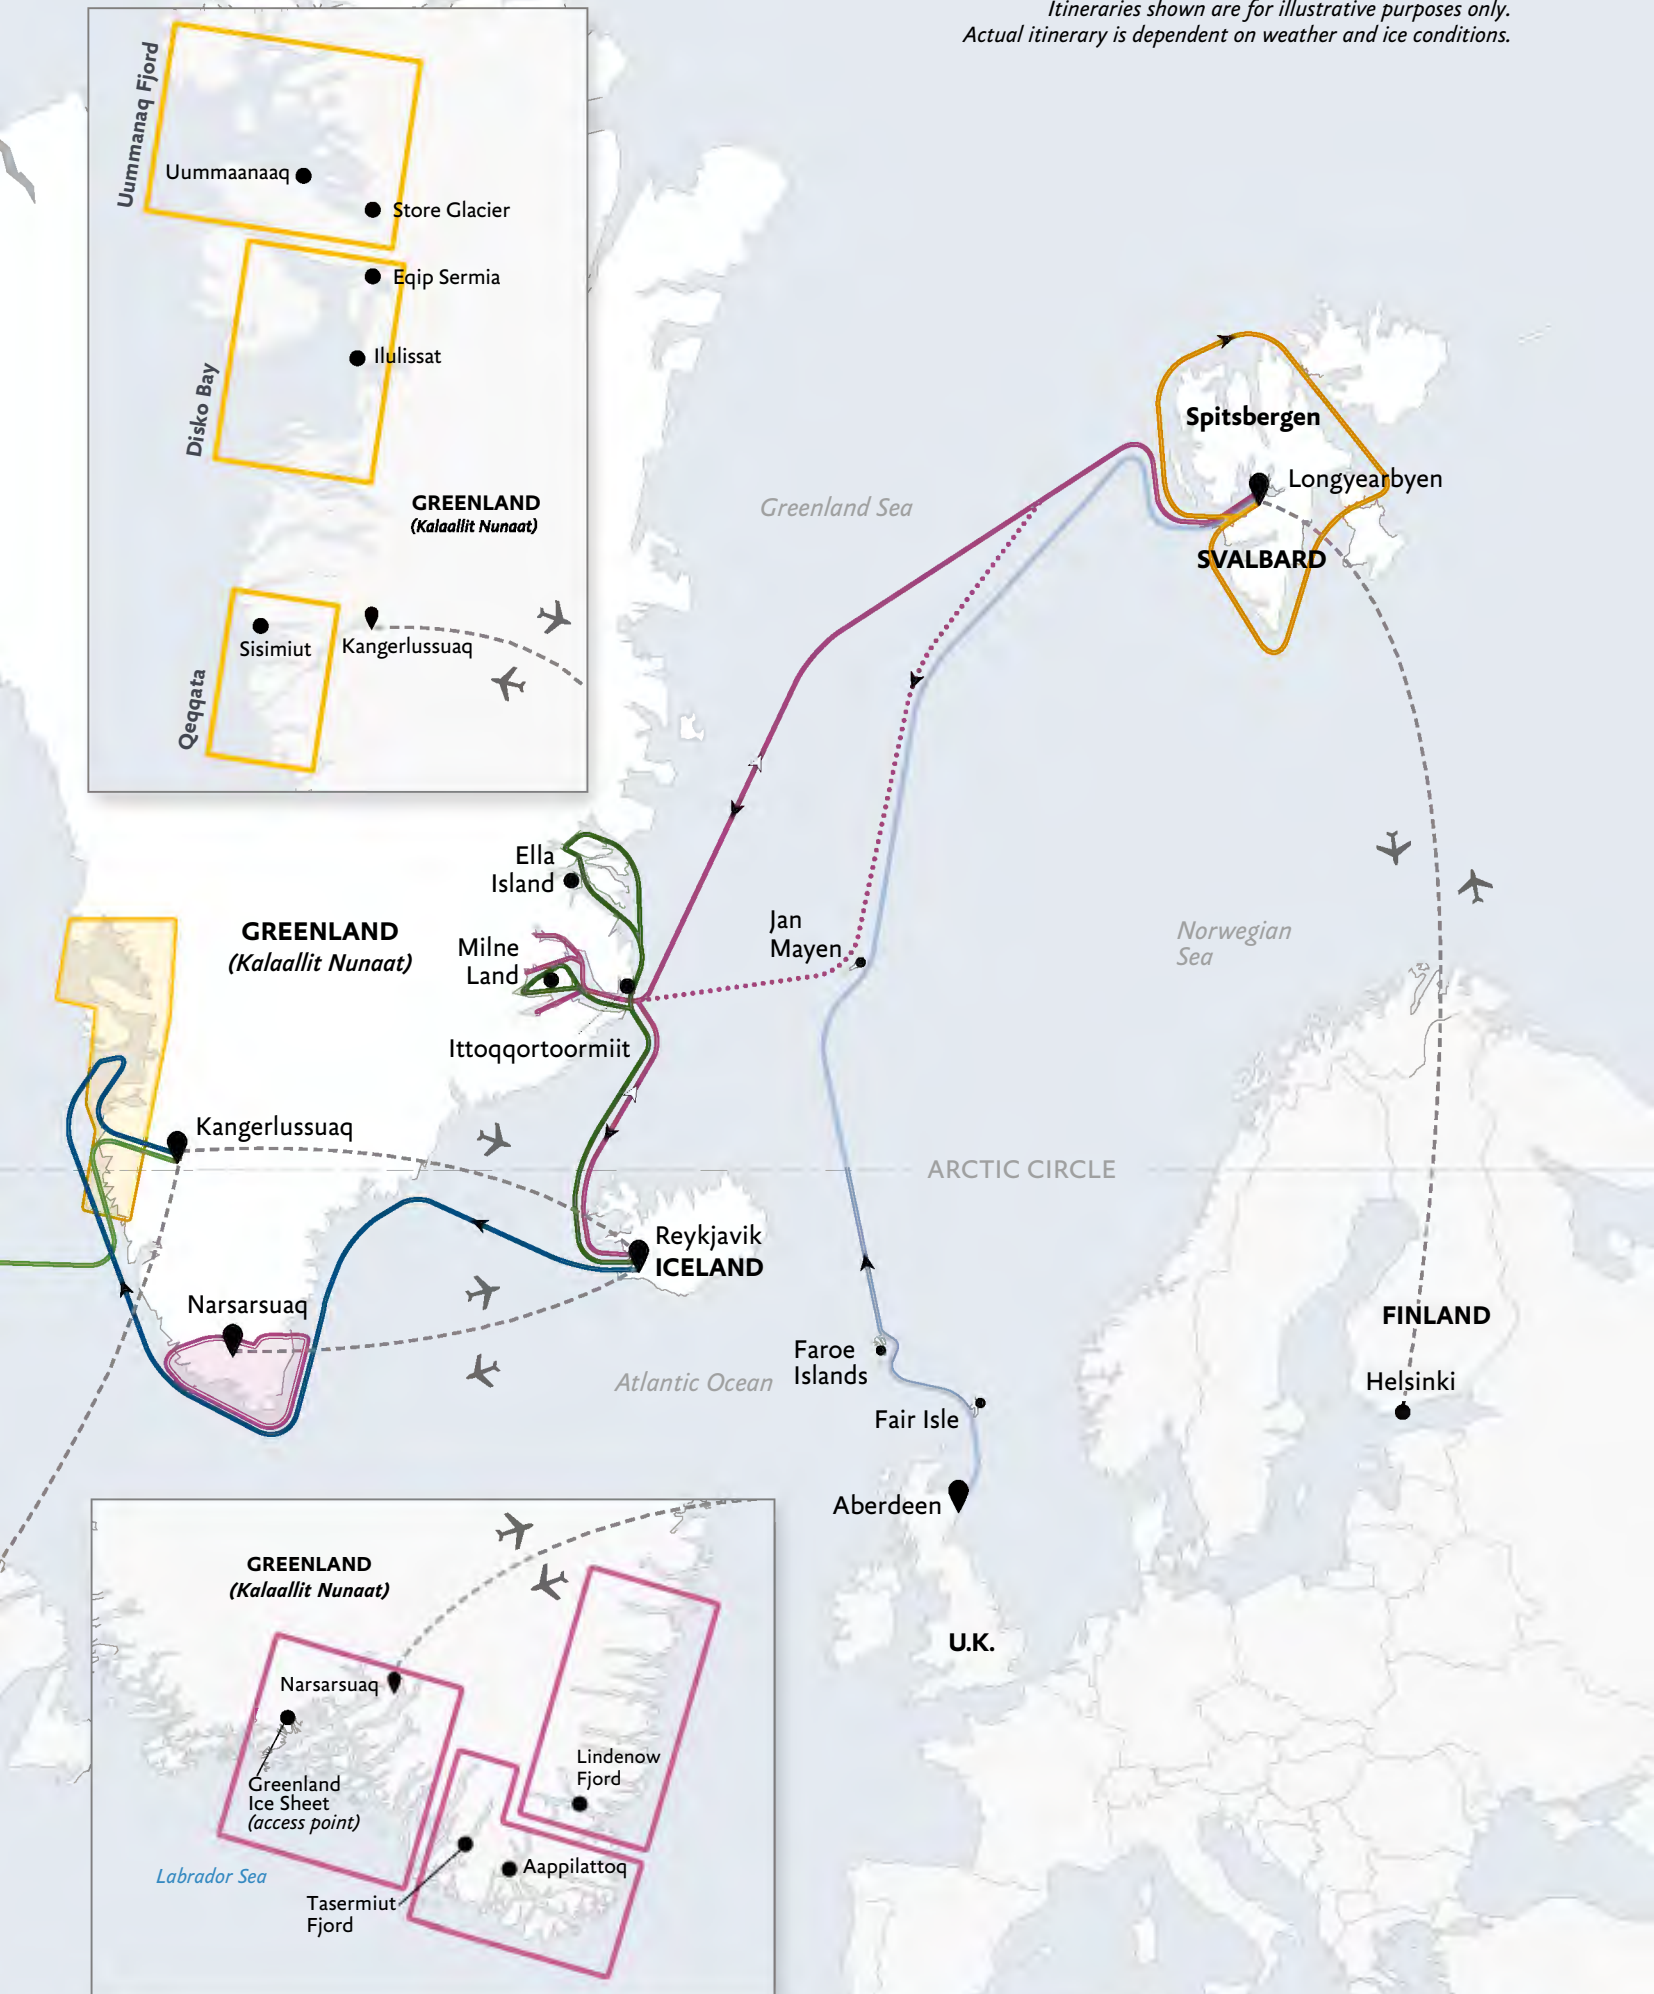 Itineraries shown are for illustrative purposes only.
Actual itinerary is dependent on weather and ice conditions.
Uummanaq Fjord
Uummaanaaq
Store Glacier
Eqip Sermia
Ilulissat
Disko Bay
GREENLAND
(Kalaallit Nunaat)
Sisimiut
Kangerlussuaq
Qeqqata
Spitsbergen
Longyearbyen
SVALBARD
Greenland Sea
Ella
Island
GREENLAND
(Kalaallit Nunaat)
Milne
Land
Jan
Mayen
Norwegian
Sea
Ittoqqortoormiit
Kangerlussuaq
ARCTIC CIRCLE
Reykjavik
ICELAND
Narsarsuaq
FINLAND
Faroe
Islands
Atlantic Ocean
Helsinki
Fair Isle
Aberdeen
U.K.
GREENLAND
(Kalaallit Nunaat)
Narsarsuaq
Lindenow
Fjord
Greenland
Ice Sheet
(access point)
Aappilattoq
Labrador Sea
Tasermiut
Fjord